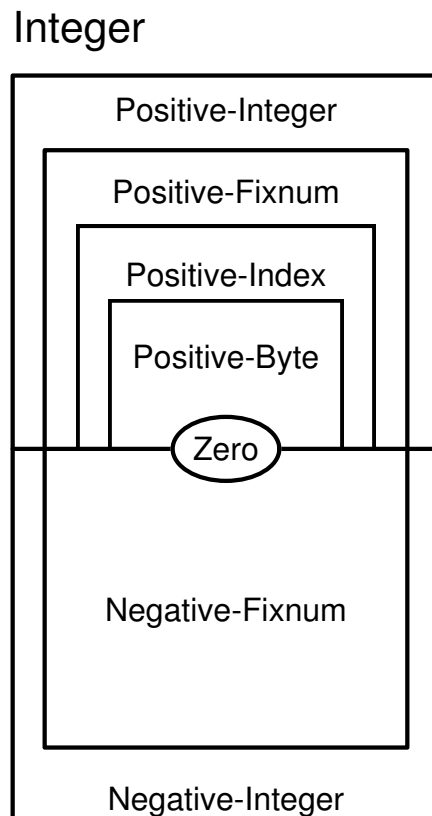 Integer
Positive-Integer
Positive-Fixnum
Positive-Index
Positive-Byte
Zero
Negative-Fixnum
Negative-Integer